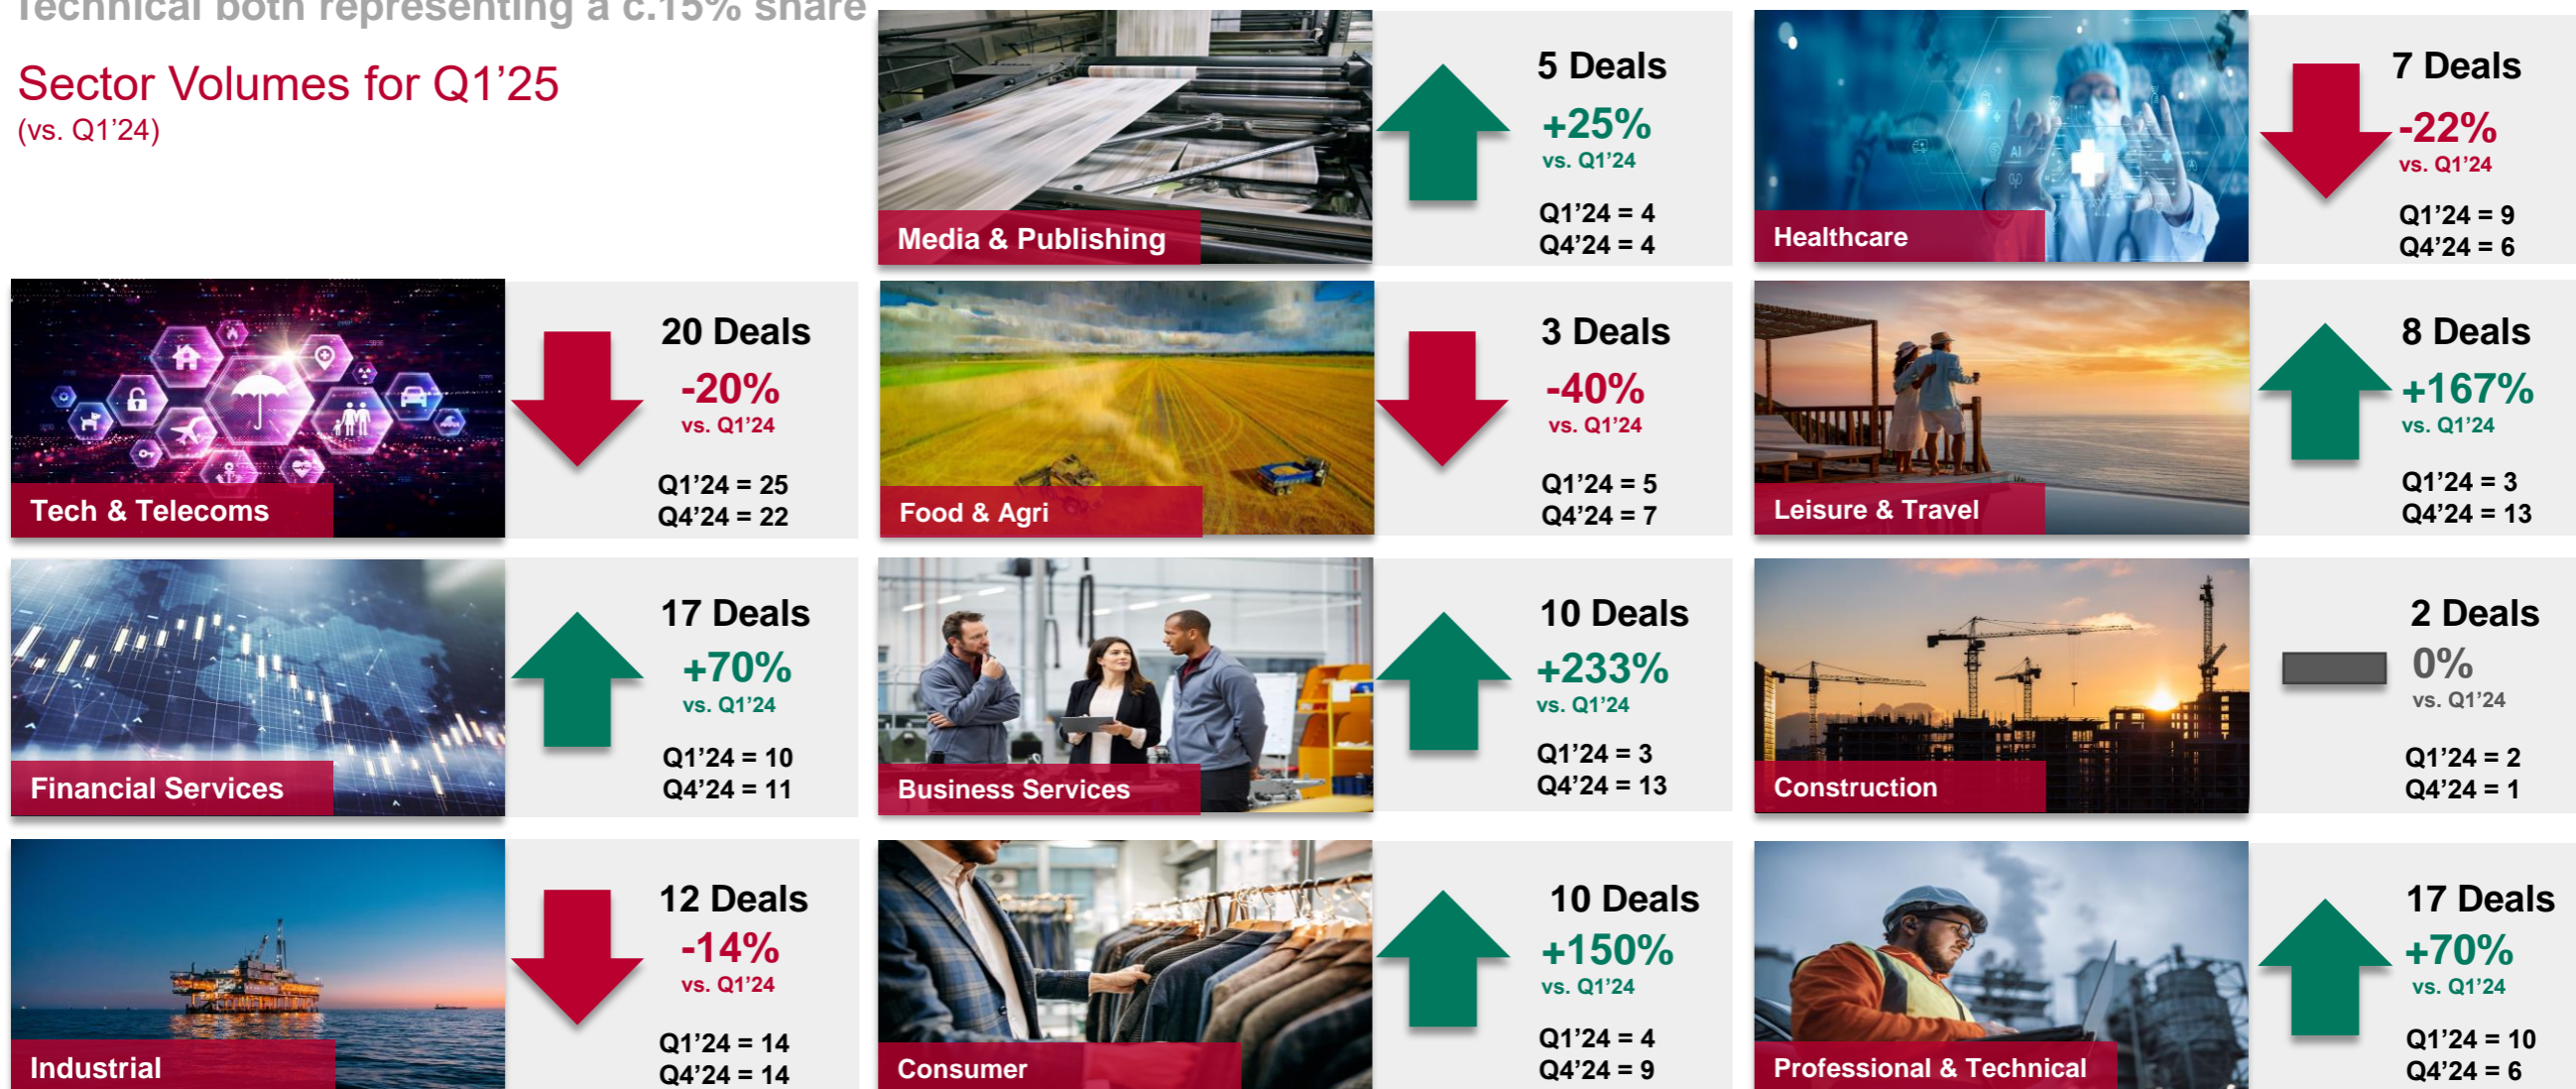 Technical both representing a c.15% share
Sector Volumes for Q1’25
(vs. Q1’24)
Media & Publishing
5 Deals
+25%
vs. Q1’24
Q1’24 = 4
Q4’24 = 4
Healthcare
7 Deals
-22%
vs. Q1’24
Q1’24 = 9
Q4’24 = 6
Tech & Telecoms
20 Deals
-20%
vs. Q1’24
Q1’24 = 25
Q4’24 = 22
Food & Agri
3 Deals
-40%
vs. Q1’24
Q1’24 = 5
Q4’24 = 7
Leisure & Travel
8 Deals
+167%
vs. Q1’24
Q1’24 = 3
Q4’24 = 13
Financial Services
17 Deals
+70%
vs. Q1’24
Q1’24 = 10
Q4’24 = 11
Business Services
10 Deals
+233%
vs. Q1’24
Q1’24 = 3
Q4’24 = 13
Construction
2 Deals
0%
vs. Q1’24
Q1’24 = 2
Q4’24 = 1
Industrial
12 Deals
-14%
vs. Q1’24
Q1’24 = 14
Q4’24 = 14
Consumer
10 Deals
+150%
vs. Q1’24
Q1’24 = 4
Q4’24 = 9
Professional & Technical
17 Deals
+70%
vs. Q1’24
Q1’24 = 10
Q4’24 = 6
AI